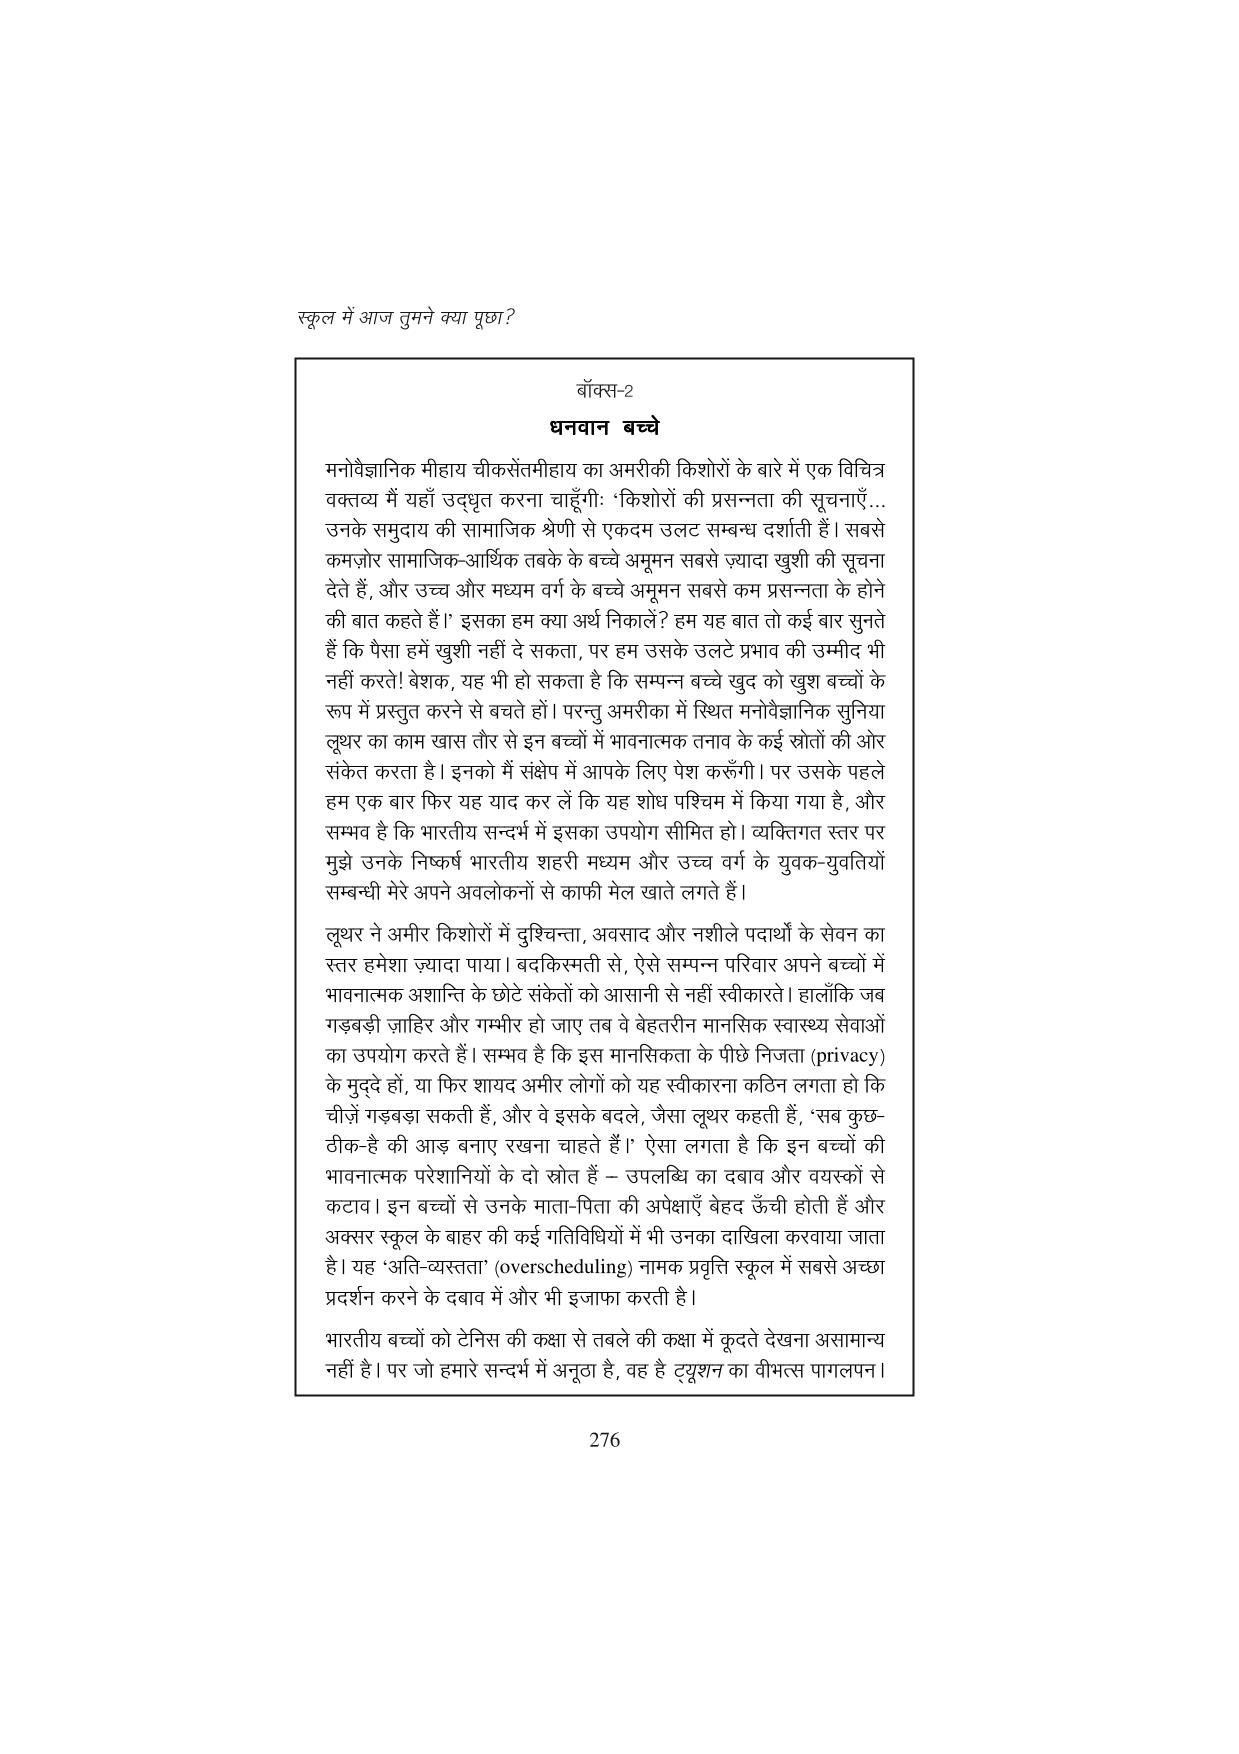 स्कूल में आज तुमने क्या पूछा?
बॉक्स-2
धनवान बच्चे
मनोवैज्ञानिक मीहाय चीकसेंतमीहाय का अमरीकी किशोरों के बारे में एक विचित्र
वक्तव्य मैं यहाँ उद्धृत करना चाहूँगी: ‘किशोरों की प्रसन्नता की सूचनाएँ...
उनके समुदाय की सामाजिक श्रेणी से एकदम उलट सम्बन्ध दर्शाती हैं। सबसे
कमज़ोर सामाजिक-आर्थिक तबके के बच्चे अमूमन सबसे ज़्यादा खुशी की सूचना
देते हैं, और उच्च और मध्यम वर्ग के बच्चे अमूमन सबसे कम प्रसन्नता के होने
की बात कहते हैं।’ इसका हम क्या अर्थ निकालें? हम यह बात तो कई बार सुनते
हैं कि पैसा हमें खुशी नहीं दे सकता, पर हम उसके उलटे प्रभाव की उम्मीद भी
नहीं करते! बेशक, यह भी हो सकता है कि सम्पन्न बच्चे खुद को खुश बच्चों के
रूप में प्रस्तुत करने से बचते हों। परन्तु अमरीका में स्थित मनोवैज्ञानिक सुनिया
लूथर का काम खास तौर से इन बच्चों में भावनात्मक तनाव के कई स्रोतों की ओर
संकेत करता है। इनको मैं संक्षेप में आपके लिए पेश करूँगी। पर उसके पहले
हम एक बार फिर यह याद कर लें कि यह शोध पश्चिम में किया गया है, और
सम्भव है कि भारतीय सन्दर्भ में इसका उपयोग सीमित हो। व्यक्तिगत स्तर पर
मुझे उनके निष्कर्ष भारतीय शहरी मध्यम और उच्च वर्ग के युवक-युवतियों
सम्बन्धी मेरे अपने अवलोकनों से काफी मेल खाते लगते हैं।
लूथर ने अमीर किशोरों में दुश्चिन्ता, अवसाद और नशीले पदार्थों के सेवन का
स्तर हमेशा ज़्यादा पाया। बदकिस्मती से, ऐसे सम्पन्न परिवार अपने बच्चों में
भावनात्मक अशान्ति के छोटे संकेतों को आसानी से नहीं स्वीकारते। हालाँकि जब
गड़बड़ी ज़ाहिर और गम्भीर हो जाए तब वे बेहतरीन मानसिक स्वास्थ्य सेवाओं
का उपयोग करते हैं। सम्भव है कि इस मानसिकता के पीछे निजता (privacy)
के मुद्दे हों, या फिर शायद अमीर लोगों को यह स्वीकारना कठिन लगता हो कि
चीज़ें गड़बड़ा सकती हैं, और वे इसके बदले, जैसा लूथर कहती हैं, ‘सब कुछ-
ठीक-है की आड़ बनाए रखना चाहते हैं।’ ऐसा लगता है कि इन बच्चों की
भावनात्मक परेशानियों के दो स्रोत हैं – उपलब्धि का दबाव और वयस्कों से
कटाव। इन बच्चों से उनके माता-पिता की अपेक्षाएँ बेहद ऊँची होती हैं और
अक्सर स्कूल के बाहर की कई गतिविधियों में भी उनका दाखिला करवाया जाता
है। यह ‘अति-व्यस्तता’ (overscheduling) नामक प्रवृत्ति स्कूल में सबसे अच्छा
प्रदर्शन करने के दबाव में और भी इजाफा करती है।
भारतीय बच्चों को टेनिस की कक्षा से तबले की कक्षा में कूदते देखना असामान्य
नहीं है। पर जो हमारे सन्दर्भ में अनूठा है, वह है ट्यूशन का वीभत्स पागलपन।
276